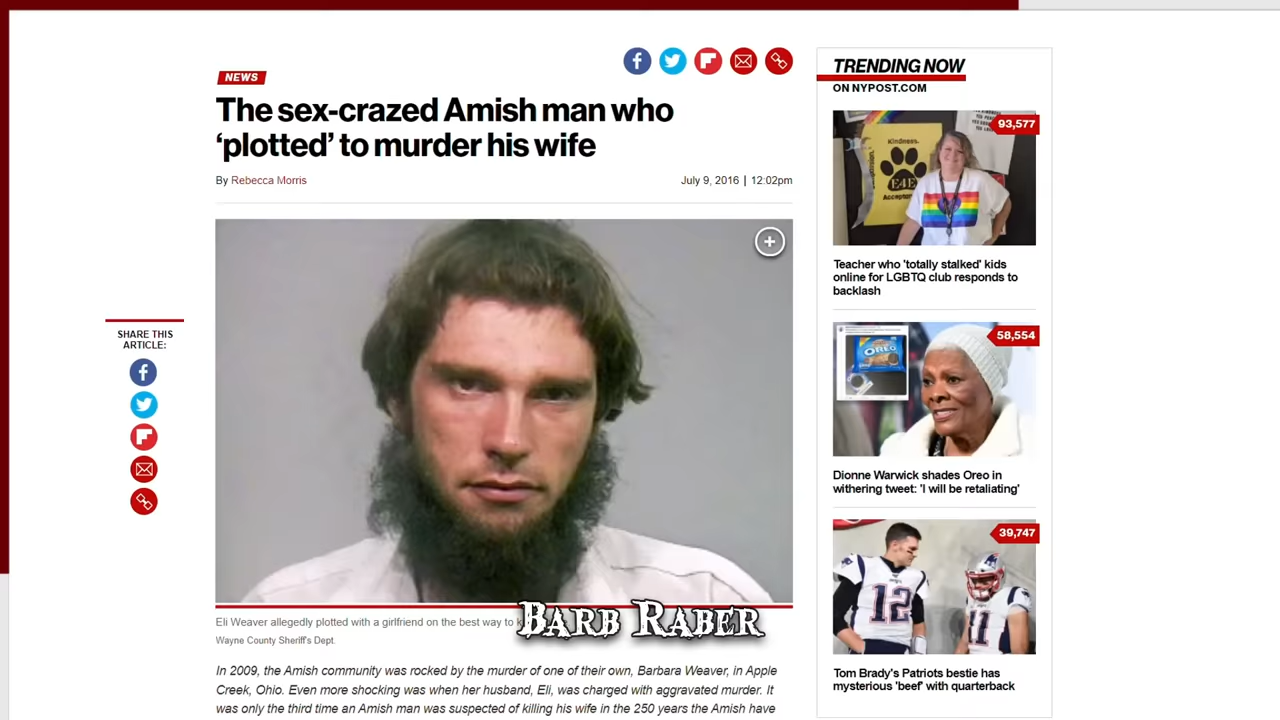 NEWS
The sex-crazed Amish man who
‘plotted’ to murder his wife
By Rebecca Morris
July 9, 2016 | 12:02pm
SHARE THIS
ARTICLE:
Eli Weaver allegedly plotted with a girlfriend on the best way to
BARB RABER
Wayne County Sheriff's Dept.
In 2009, the Amish community was rocked by the murder of one of their own, Barbara Weaver, in Apple
Creek, Ohio. Even more shocking was when her husband, Eli, was charged with aggravated murder. It
was only the third time an Amish man was suspected of killing his wife in the 250 years the Amish have
TRENDING NOW
ON NYPOST.COM
93,577
Kindness.
E4E
Teacher who 'totally stalked' kids
online for LGBTQ club responds to
backlash
58,554
OREO
Dionne Warwick shades Oreo in
withering tweet: 'I will be retaliating'
39,747
12
11
Tom Brady's Patriots bestie has
mysterious 'beef' with quarterback